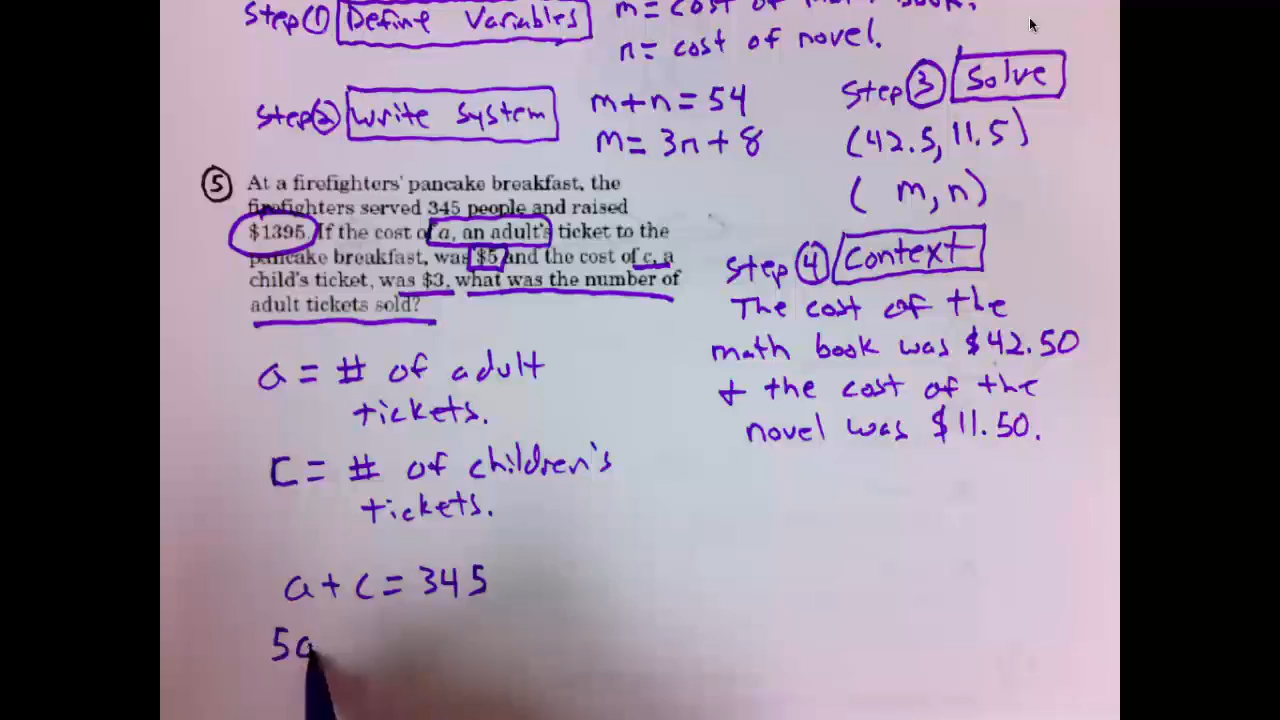 Step ① Define Variables
m = cost of math book.
n = cost of novel.
Step ② Write System
m + n = 54
m = 3n + 8
Step ③ Solve
(42.5, 11.5)
(m, n)
⑤ At a firefighters' pancake breakfast, the
firefighters served 345 people and raised
$1395. If the cost of a, an adult's ticket to the
pancake breakfast, was $5 and the cost of c, a
child's ticket, was $3, what was the number of
adult tickets sold?
Step ④ Context
The cost of the
math book was $42.50
+ the cost of the
novel was $11.50.
a = # of adult
tickets.
C = # of children's
tickets.
a + c = 345
5a